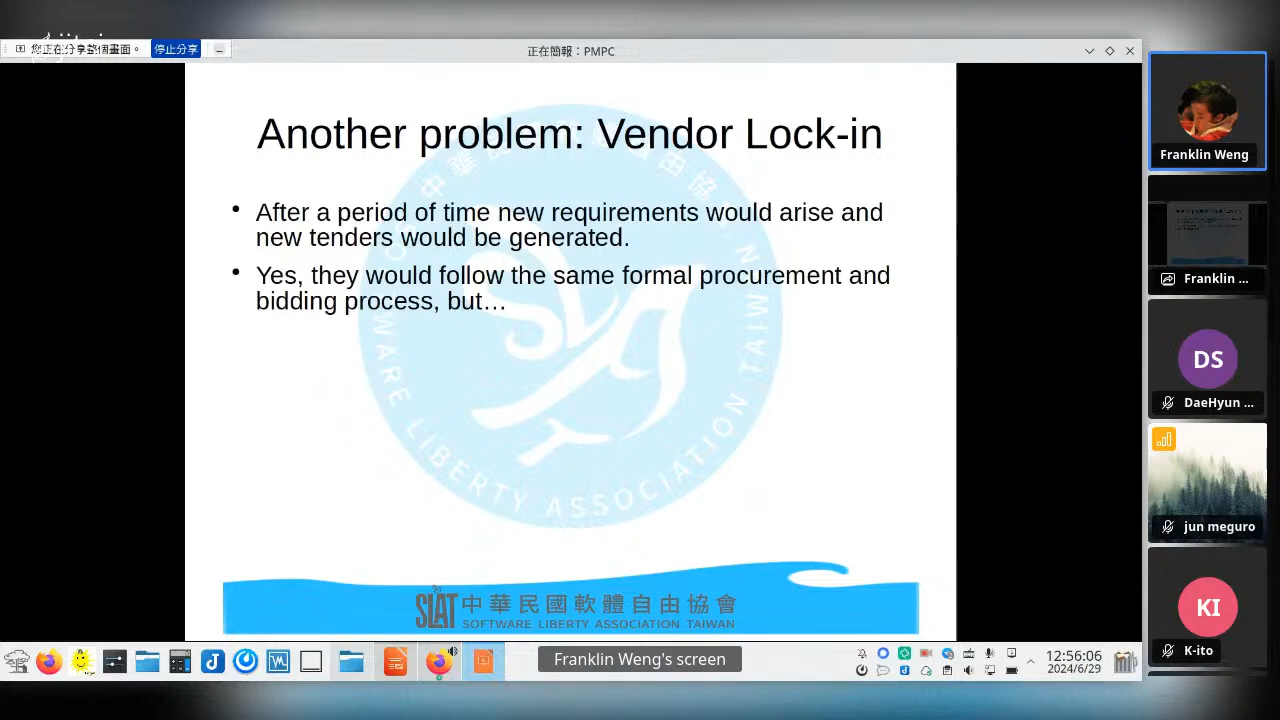 您正在分享整個畫面。
停止分享
正在簡報：PMPC
Another problem: Vendor Lock-in
• After a period of time new requirements would arise and
new tenders would be generated.
• Yes, they would follow the same formal procurement and
bidding process, but…
SOFTWARE LIBERTY ASSOCIATION TAIWAN
SLAT 中華民國軟體自由協會
SOFTWARE LIBERTY ASSOCIATION TAIWAN
Franklin Weng
Franklin ...
DS
DaeHyun ...
jun meguro
KI
K-ito
Franklin Weng's screen
12:56:06
2024/6/29